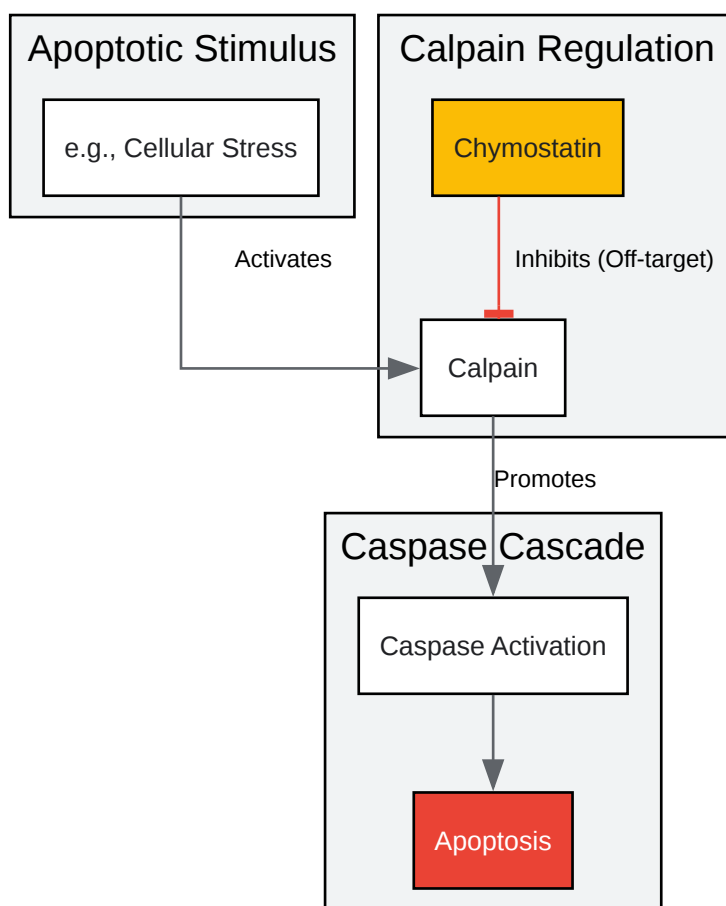 Apoptotic Stimulus
e.g., Cellular Stress
Calpain Regulation
Chymostatin
Activates
Inhibits (Off-target)
Calpain
Promotes
Caspase Cascade
Caspase Activation
Apoptosis